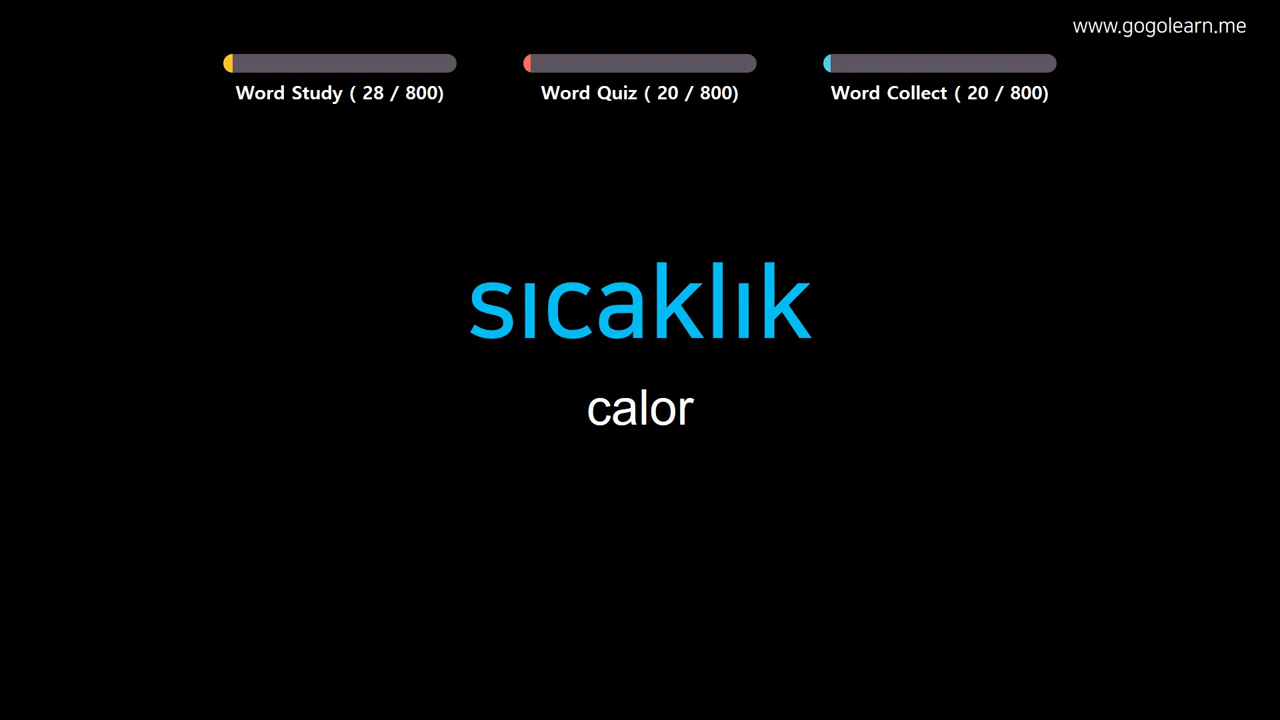 www.gogolearn.me
Word Study ( 28 / 800)
Word Quiz ( 20 / 800)
Word Collect ( 20 / 800)
sıcaklık
calor